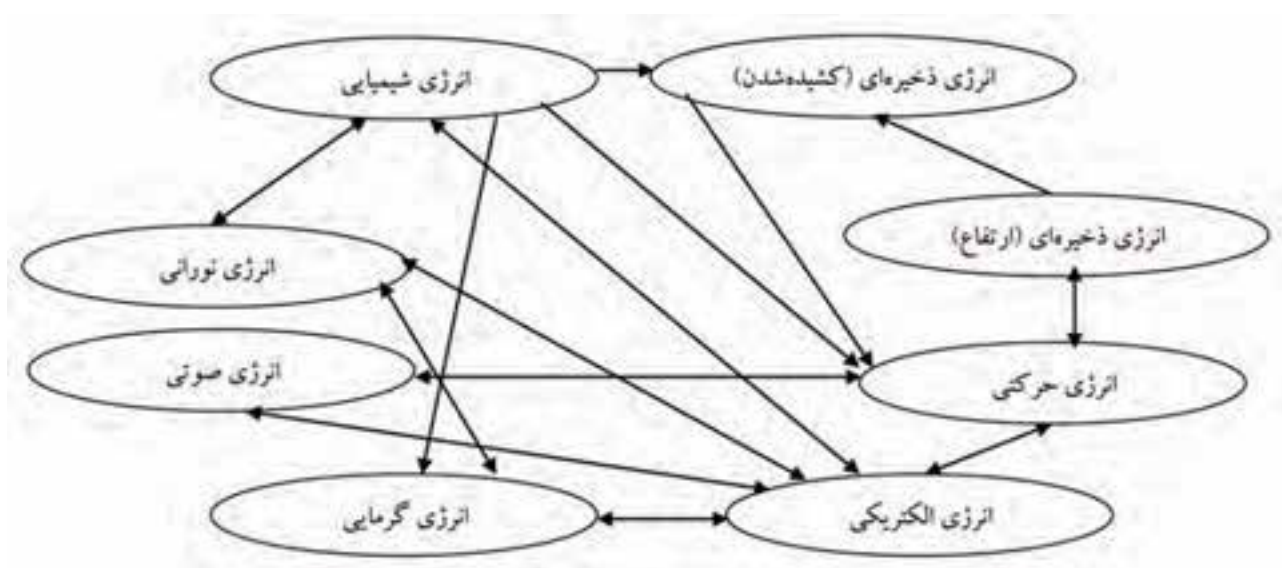 انرژی شیمیایی
انرژی ذخیره‌ای (کشیده‌شدن)
انرژی ذخیره‌ای (ارتفاع)
انرژی نورانی
انرژی صوتی
انرژی حرکتی
انرژی گرمایی
انرژی الکتریکی